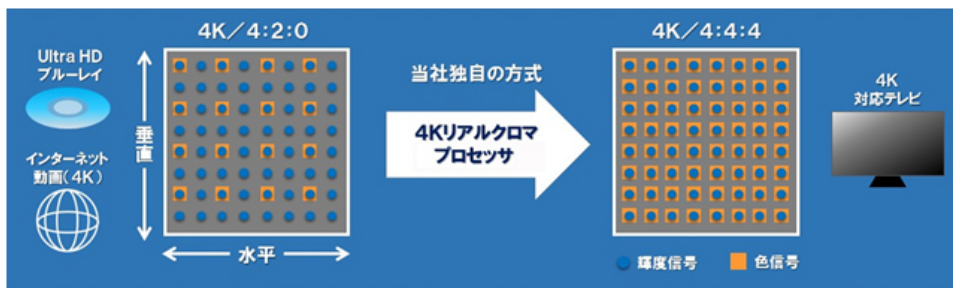 4K／4:2:0
Ultra HD
ブルーレイ
インターネット
動画(4K)
垂直
水平
当社独自の方式
4Kリアルクロマ
プロセッサ
4K／4:4:4
4K
対応テレビ
輝度信号
色信号